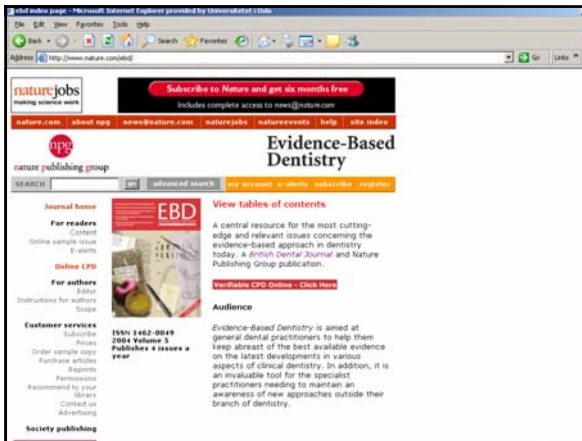 ebd index page - Microsoft Internet Explorer provided by Universitetet i Oslo
File Edit View Favorites Tools Help
Back Search Favorites
Address http://www.nature.com/ebd/ Go Links »
naturejobs
making science work
Subscribe to Nature and get six months free
Includes complete access to news@nature.com
nature.com about npg news@nature.com naturejobs natureevents help site index
npg
nature publishing group
Evidence-Based
Dentistry
SEARCH go advanced search my account e-alerts subscribe register
Journal home
For readers
Content
Online sample issue
E-alerts
Online CPD
For authors
Editor
Instructions for authors
Scope
Customer services
Subscribe
Prices
Order sample copy
Purchase articles
Reprints
Permissions
Recommend to your
library
Contact us
Advertising
Society publishing
EBD
ISSN 1462-0049
2004 Volume 5
Publishes 4 issues a
year
View tables of contents
A central resource for the most cutting-
edge and relevant issues concerning the
evidence-based approach in dentistry
today. A British Dental Journal and Nature
Publishing Group publication.
Verifiable CPD Online - Click Here
Audience
Evidence-Based Dentistry is aimed at
general dental practitioners to help them
keep abreast of the best available evidence
on the latest developments in various
aspects of clinical dentistry. In addition, it is
an invaluable tool for the specialist
practitioners needing to maintain an
awareness of new approaches outside their
branch of dentistry.